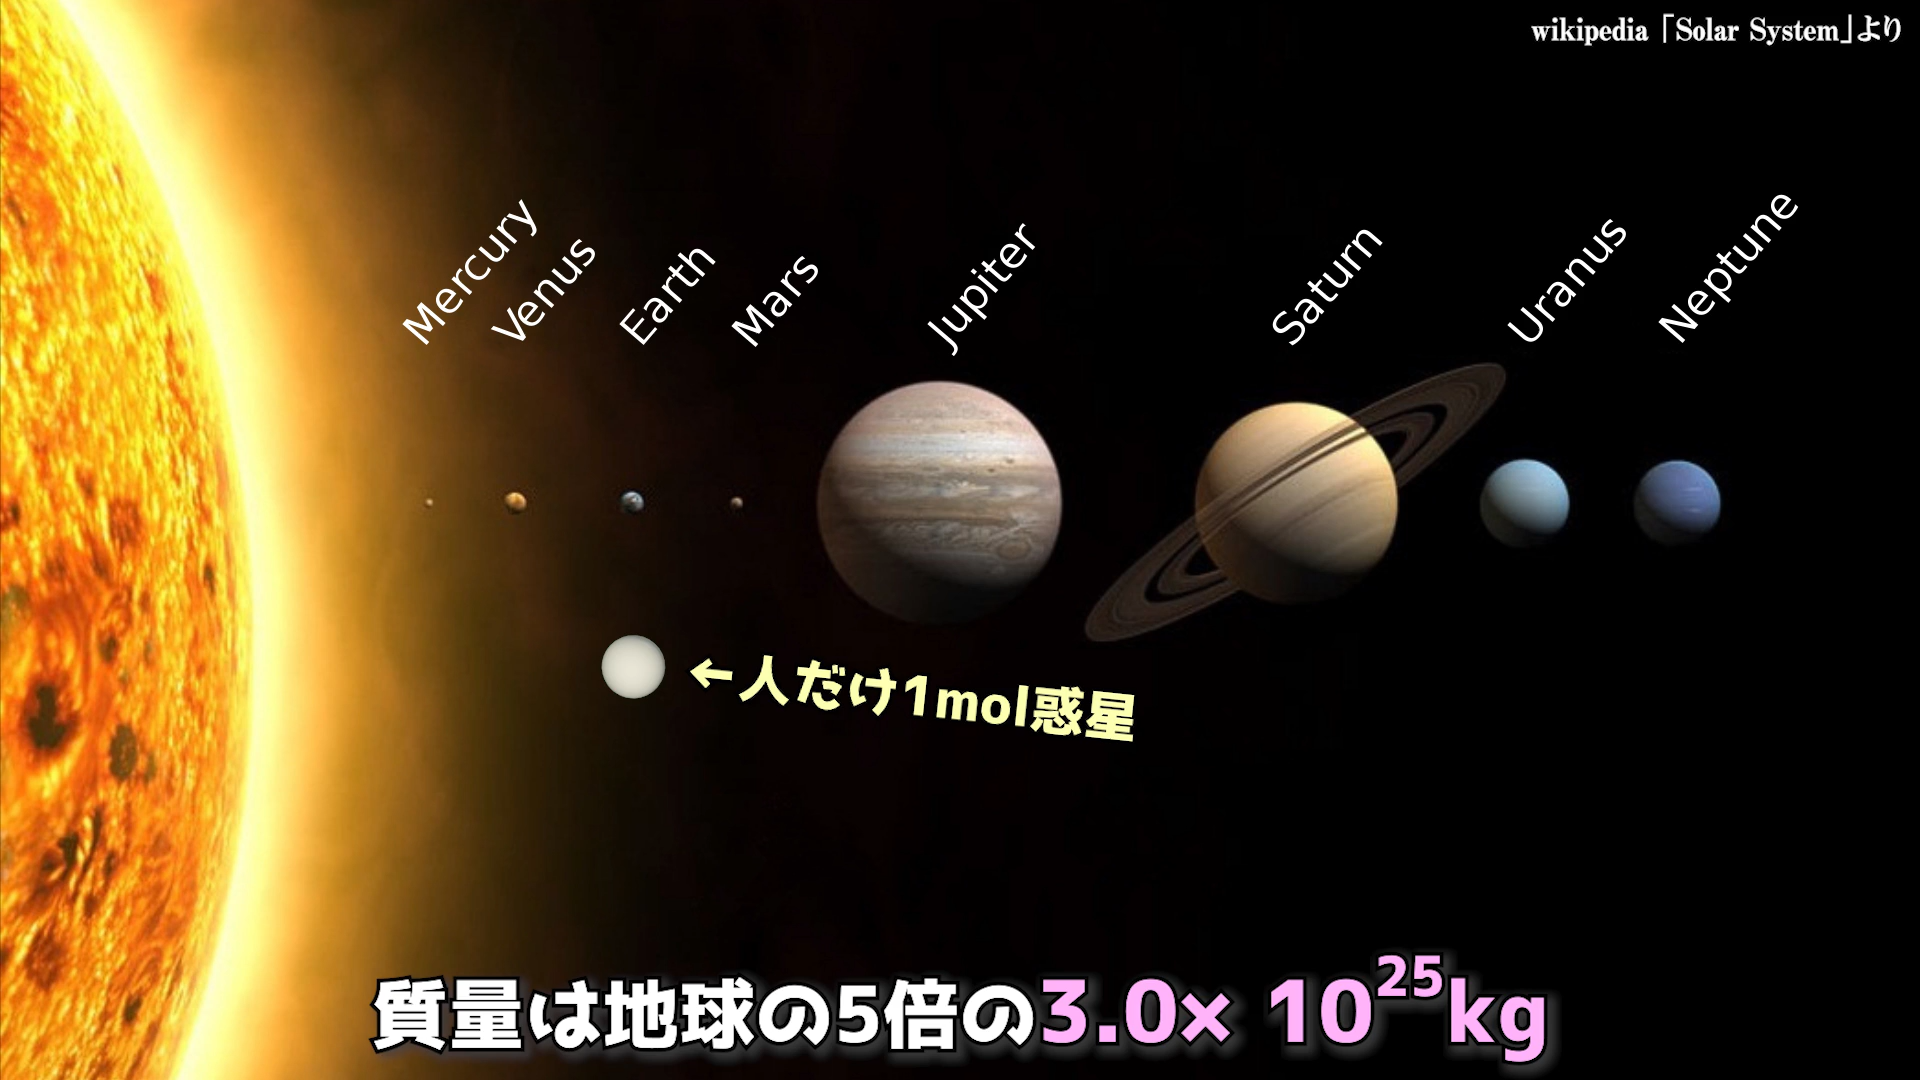 wikipedia「Solar System」より
Mercury
Venus
Earth
Mars
Jupiter
Saturn
Uranus
Neptune
←人だけ1mol惑星
質量は地球の5倍の3.0× 10²⁵kg